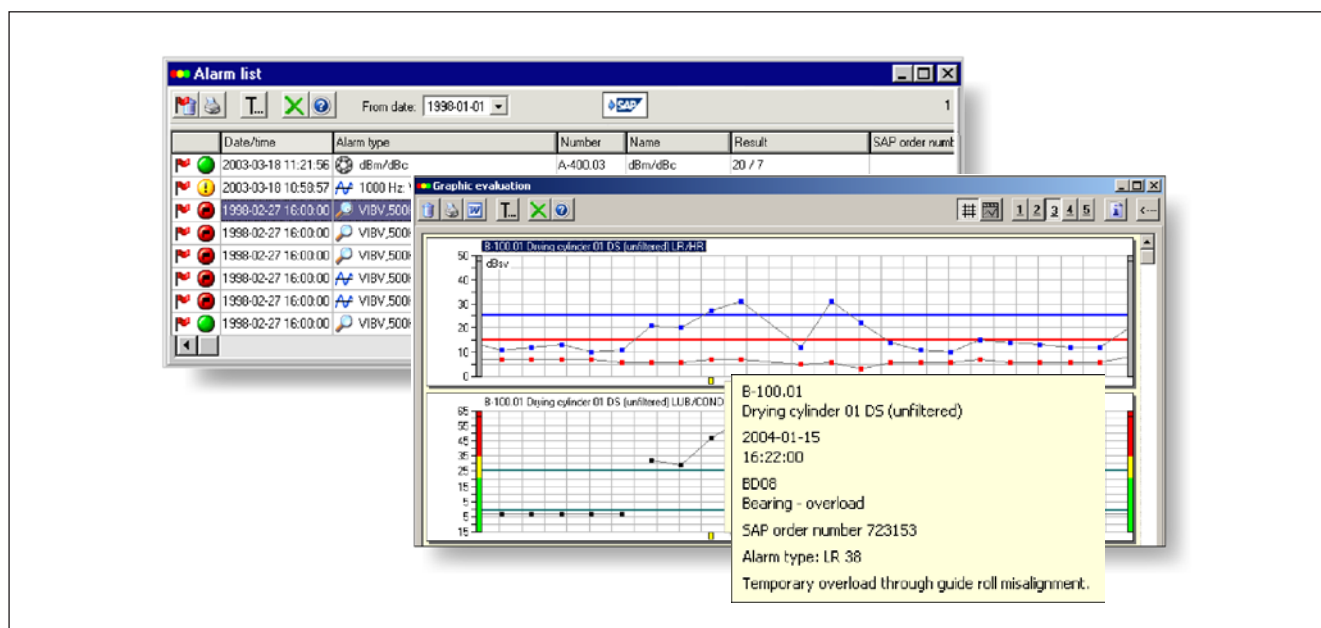 Alarm list
T... From date: 1998-01-01 SAP 1
Date/time Alarm type Number Name Result SAP order numb
2003-03-18 11:21:56 dBm/dBc A-400.03 dBm/dBc 20 / 7
2003-03-18 10:58:57 1000 Hz:
1998-02-27 16:00:00 VIBV,500
1998-02-27 16:00:00 VIBV,500
1998-02-27 16:00:00 VIBV,500
1998-02-27 16:00:00 VIBV,500
1998-02-27 16:00:00 VIBV,500
1998-02-27 16:00:00 VIBV,500
Graphic evaluation
T... 1 2 3 4 5
B-100.01 Drying cylinder 01 DS (unfiltered) LR/HR
dBsv
50
40
30
20
10
0
B-100.01 Drying cylinder 01 DS (unfiltered) LUB/COND
65
55
45
35
25
15
5
5
15
B-100.01
Drying cylinder 01 DS (unfiltered)
2004-01-15
16:22:00
BD08
Bearing - overload
SAP order number 723153
Alarm type: LR 38
Temporary overload through guide roll misalignment.